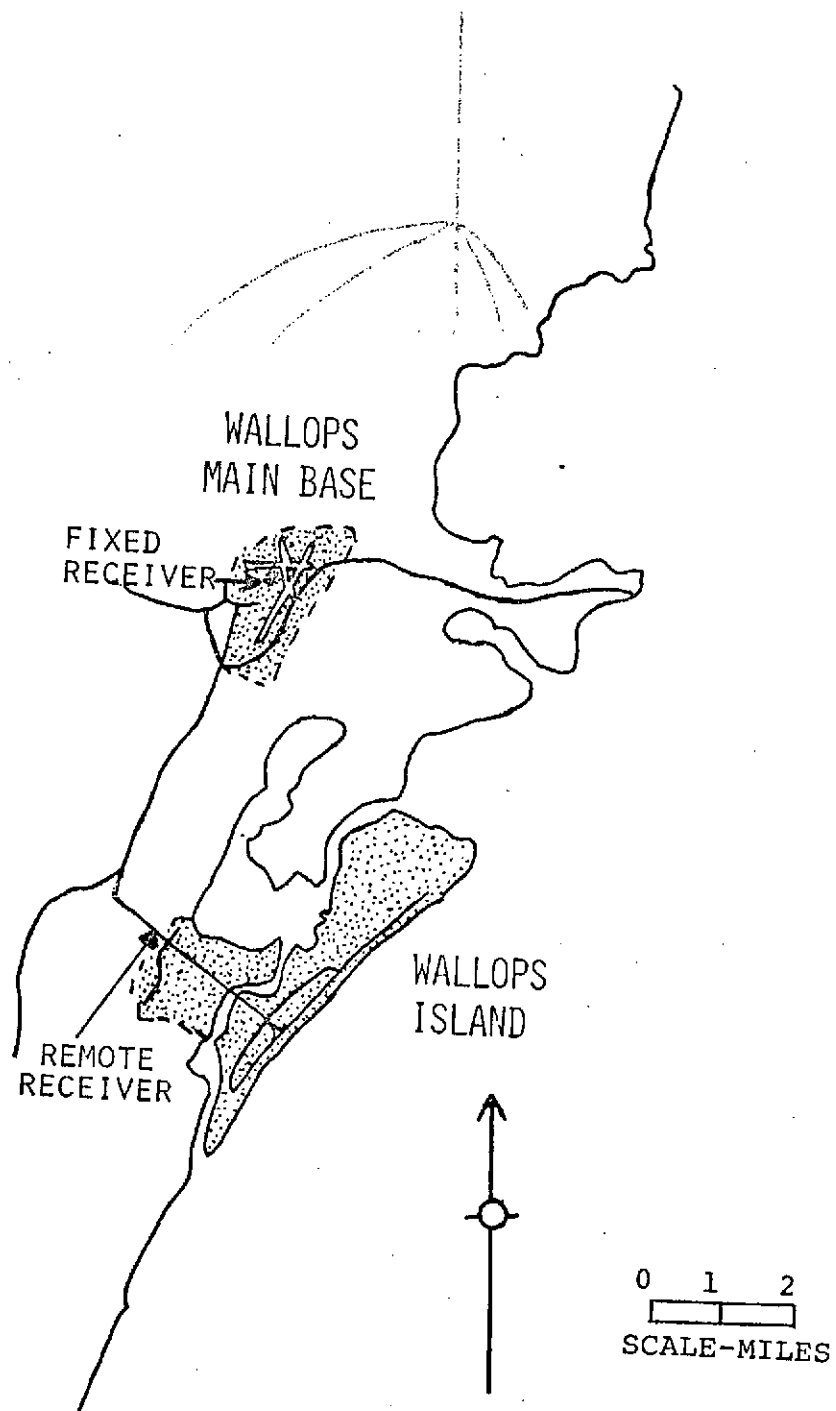 WALLOPS
MAIN BASE
FIXED
RECEIVER
WALLOPS
ISLAND
REMOTE
RECEIVER
0 1 2
SCALE-MILES